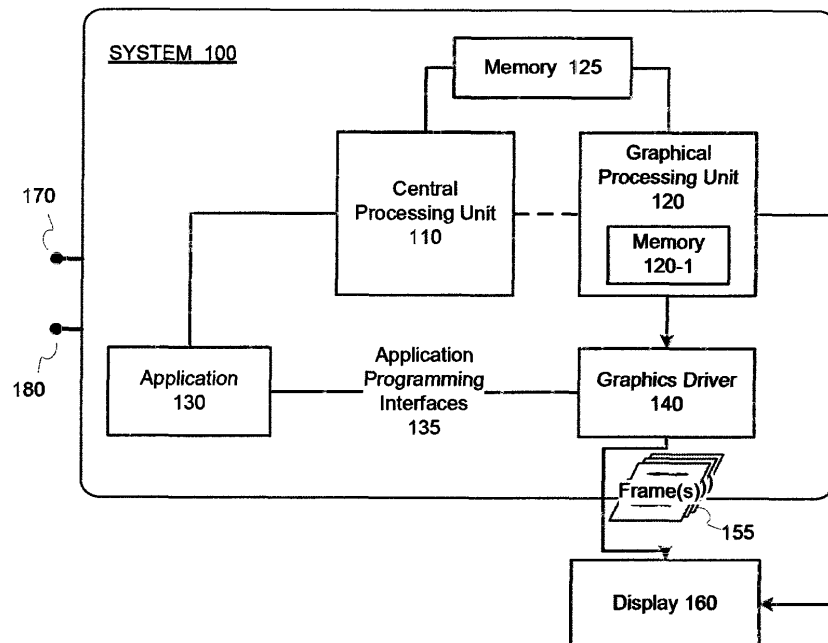 SYSTEM 100
Memory 125
Central
Processing Unit
110
Graphical
Processing Unit
120
Memory
120-1
170
180
Application
130
Application
Programming
Interfaces
135
Graphics Driver
140
Frame(s)
155
Display 160